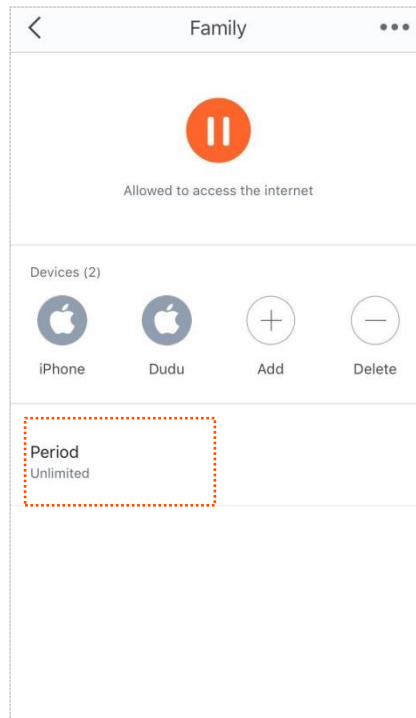 Family
Allowed to access the internet
Devices (2)
iPhone Dudu Add Delete
Period
Unlimited